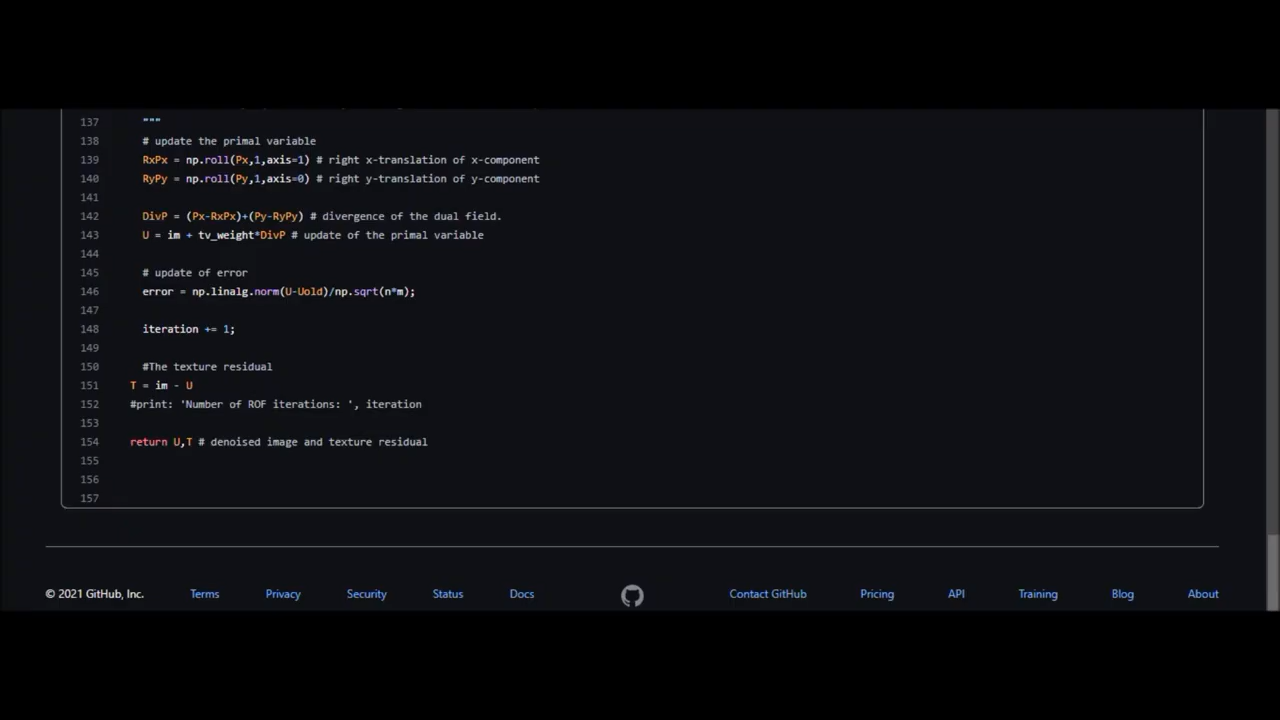 137 """
138 # update the primal variable
139 RxPx = np.roll(Px,1,axis=1) # right x-translation of x-component
140 RyPy = np.roll(Py,1,axis=0) # right y-translation of y-component
141
142 DivP = (Px-RxPx)+(Py-RyPy) # divergence of the dual field.
143 U = im + tv_weight*DivP # update of the primal variable
144
145 # update of error
146 error = np.linalg.norm(U-Uold)/np.sqrt(n*m);
147
148 iteration += 1;
149
150 #The texture residual
151 T = im - U
152 #print: 'Number of ROF iterations: ', iteration
153
154 return U,T # denoised image and texture residual
155
156
157
© 2021 GitHub, Inc. Terms Privacy Security Status Docs Contact GitHub Pricing API Training Blog About